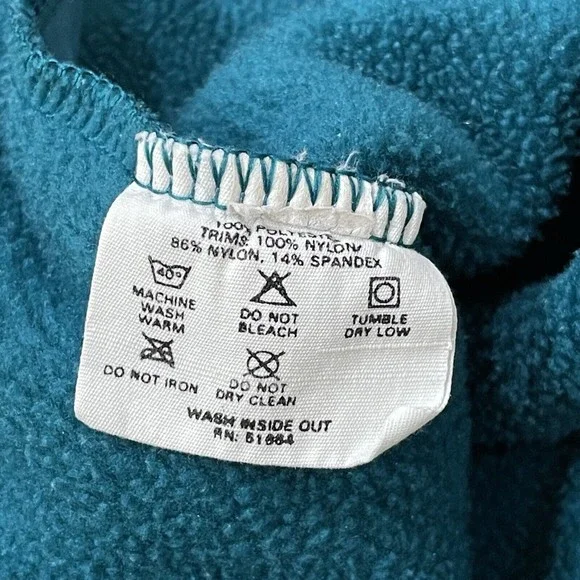 100% POLYESTE
TRIMS: 100% NYLON/
86% NYLON, 14% SPANDEX
40°
MACHINE WASH WARM
DO NOT BLEACH
TUMBLE DRY LOW
DO NOT IRON
DO NOT DRY CLEAN
WASH INSIDE OUT
RN: 51884